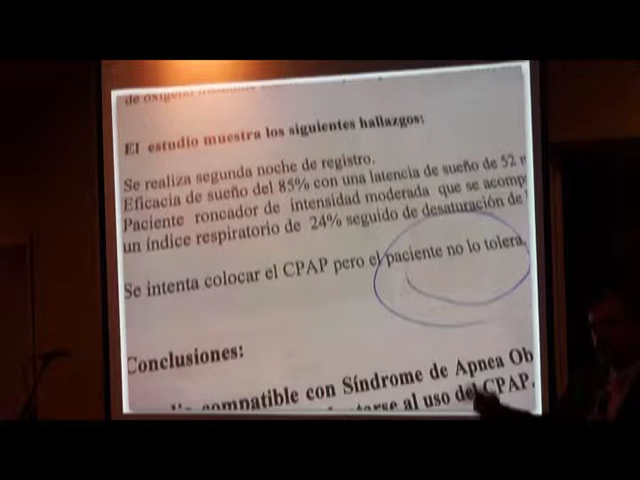 de oxígeno
El estudio muestra los siguientes hallazgos:
Se realiza segunda noche de registro.
Eficacia de sueño del 85% con una latencia de sueño de 52
Paciente roncador de intensidad moderada que se acomp
un índice respiratorio de 24% seguido de desaturación de
Se intenta colocar el CPAP pero el paciente no lo tolera.
Conclusiones:
compatible con Síndrome de Apnea Ob
al uso del CPAP.